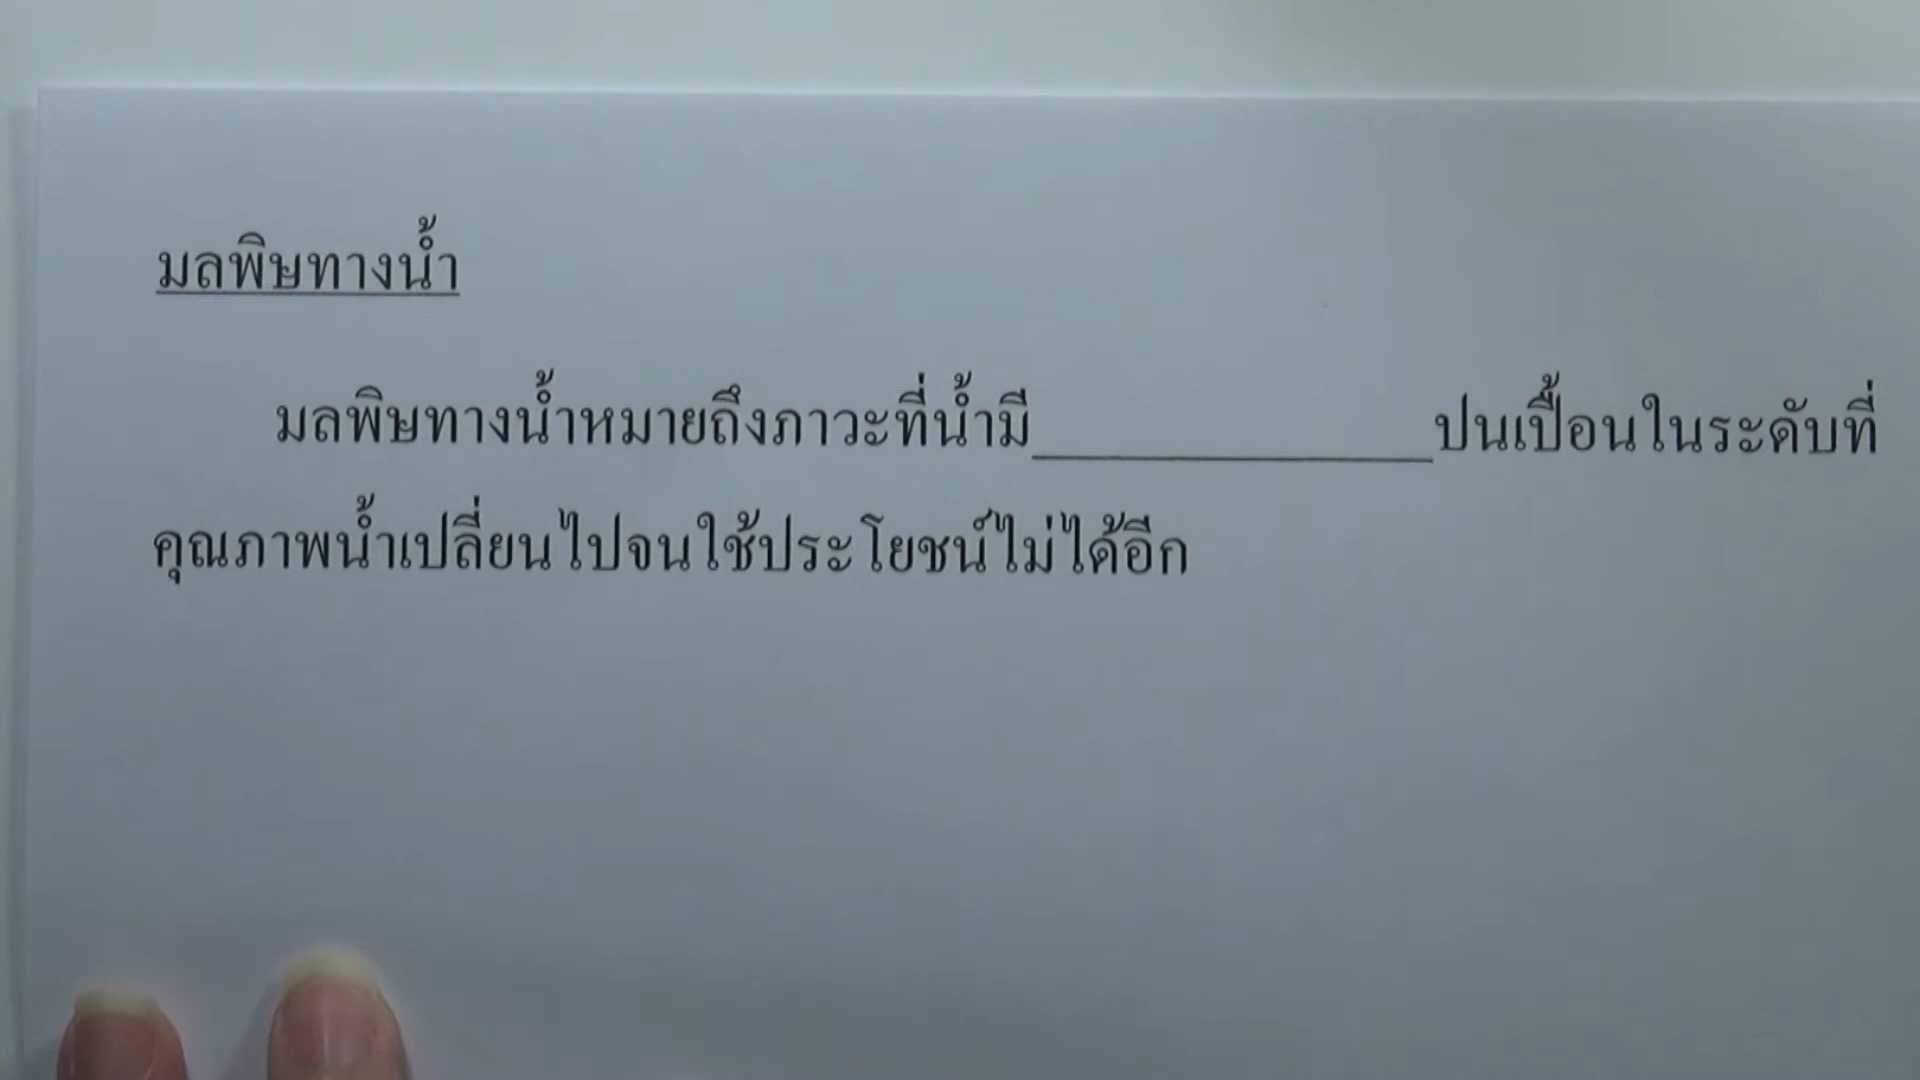 มลพิษทางน้ำ
มลพิษทางน้ำหมายถึงภาวะที่น้ำมี____________ปนเปื้อนในระดับที่
คุณภาพน้ำเปลี่ยนไปจนใช้ประโยชน์ไม่ได้อีก